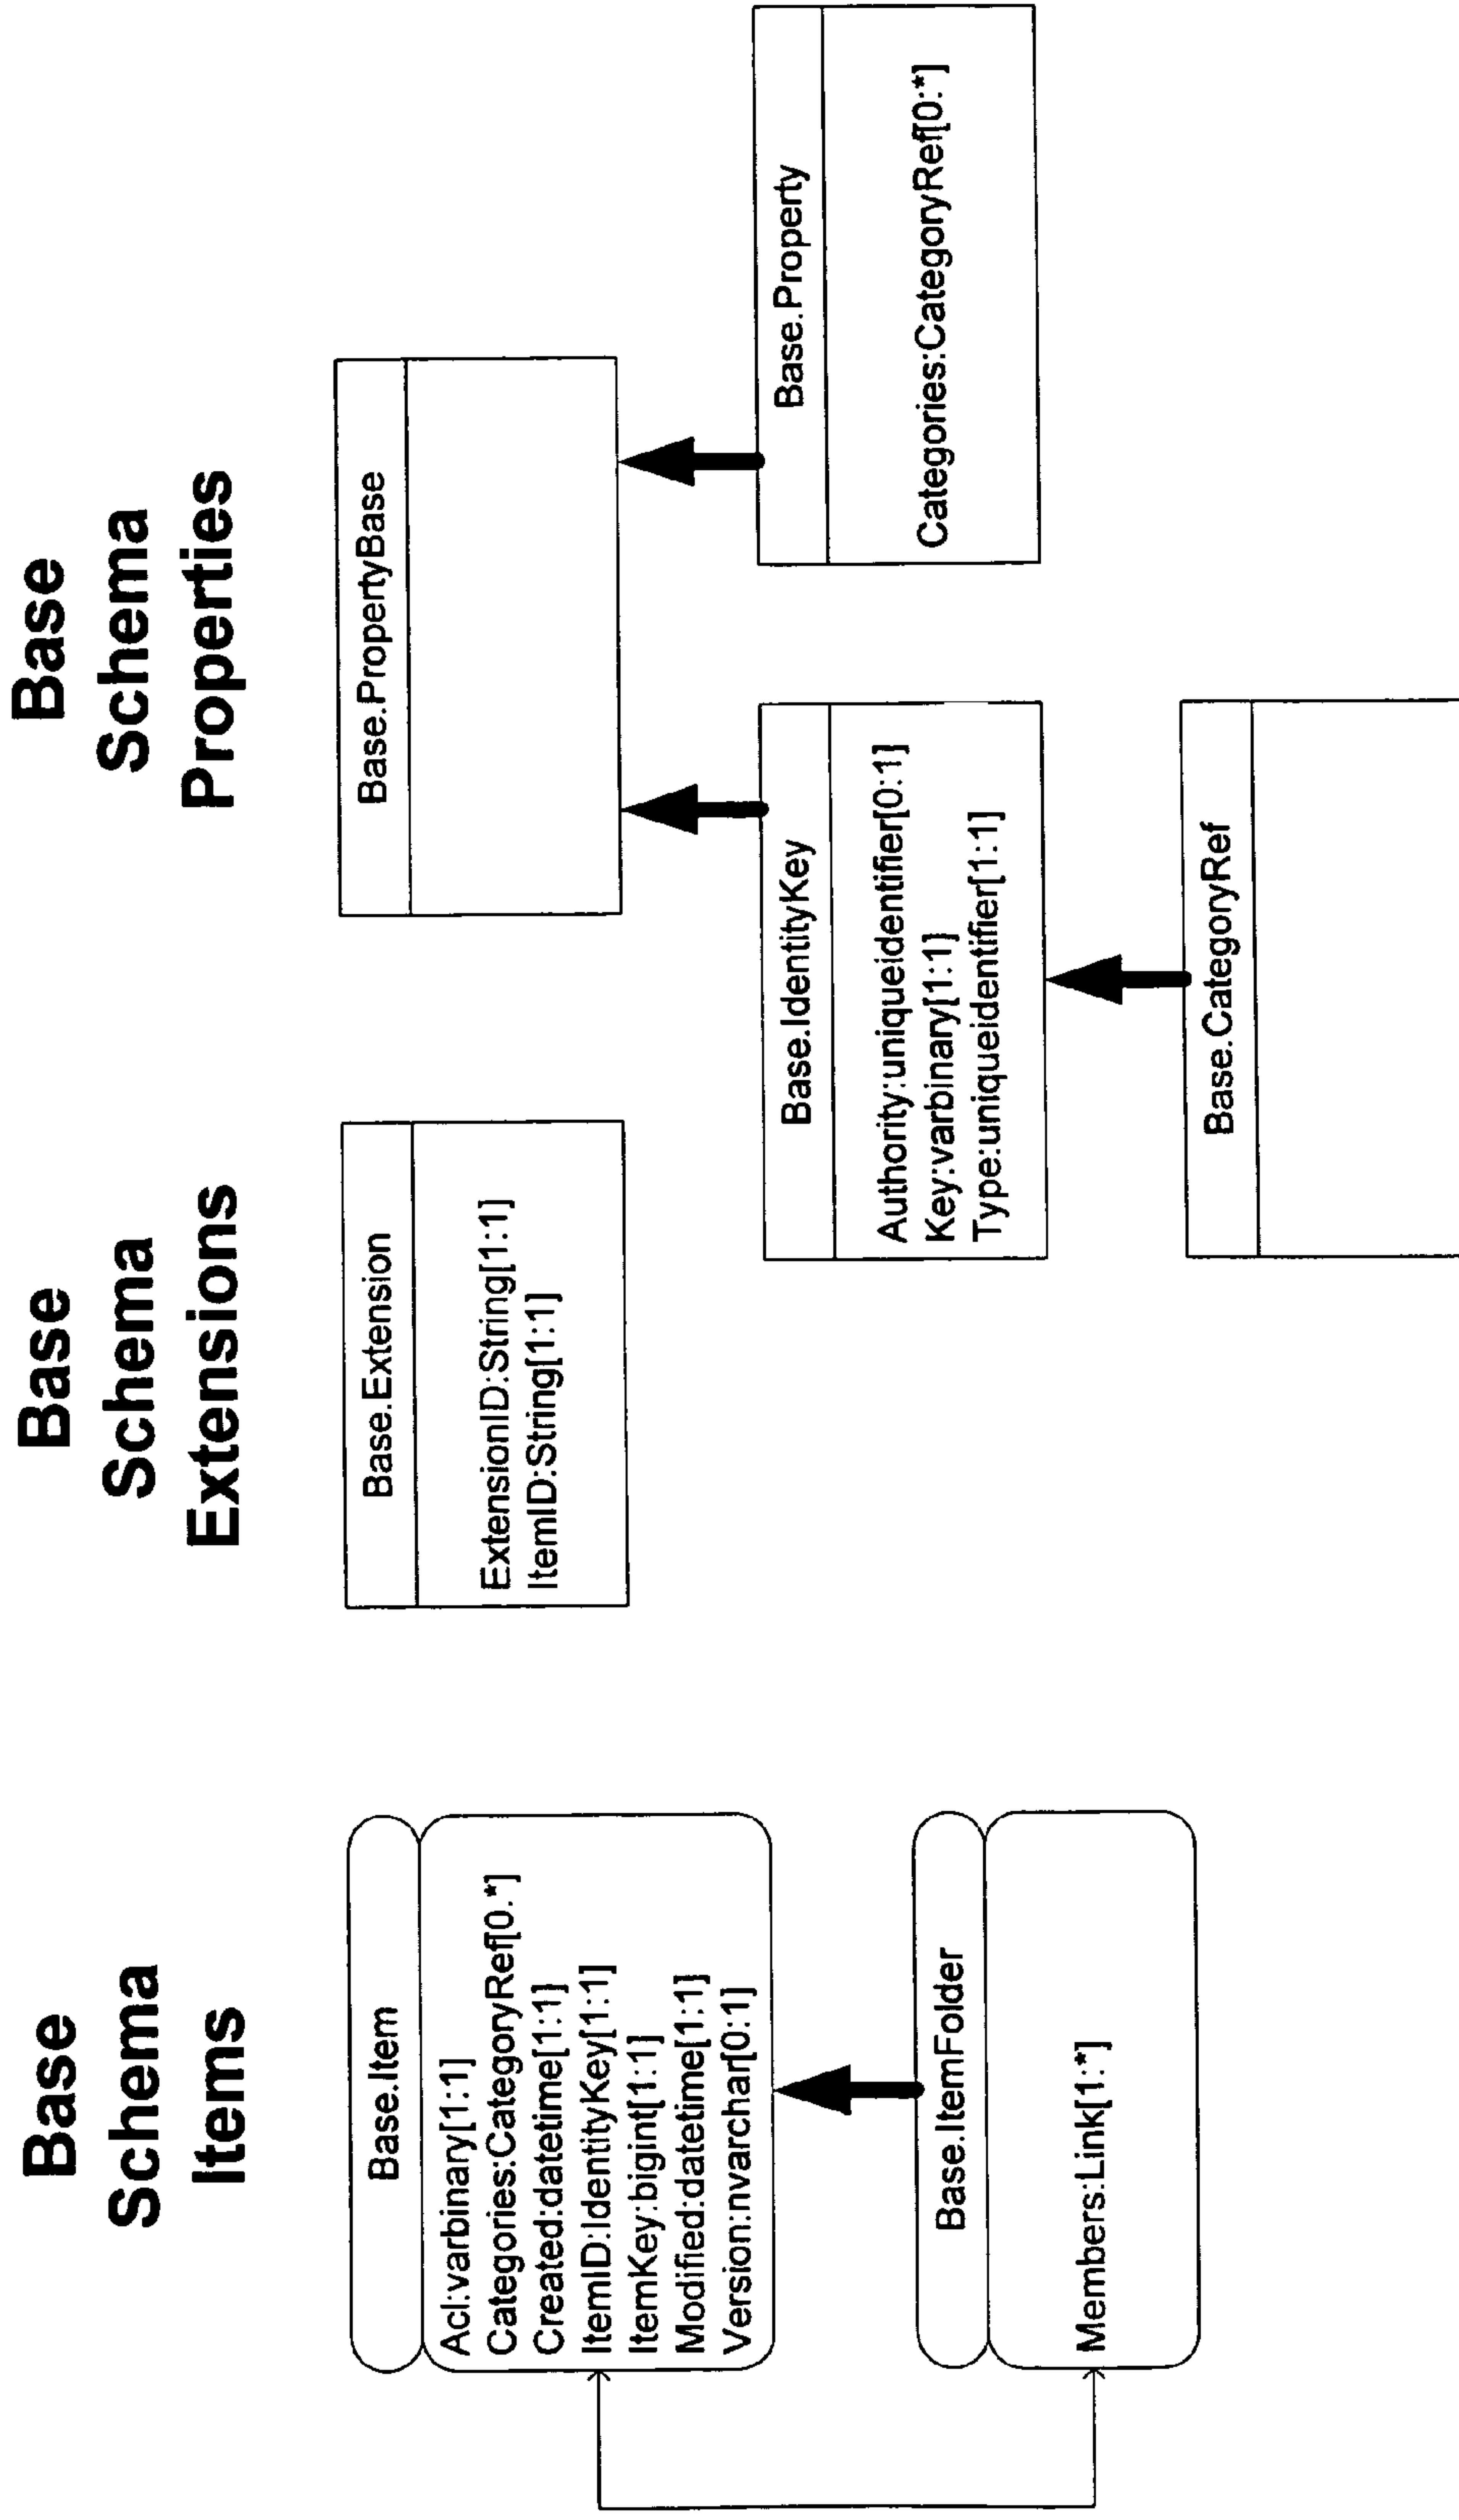 Base
Schema
Items
Base.Item
Acl:varbinary[1:1]
Categories:CategoryRef[0.*]
Created:datetime[1:1]
ItemID:IdentityKey[1:1]
ItemKey:bigint[1:1]
Modified:datetime[1:1]
Version:nvarchar[0:1]
Base.ItemFolder
Members:Link[1:*]
Base
Schema
Extensions
Base.Extension
ExtensionID:String[1:1]
ItemID:String[1:1]
Base
Schema
Properties
Base.PropertyBase
Base.IdentityKey
Authority:uniqueidentifier[0:1]
Key:varbinary[1:1]
Type:uniqueidentifier[1:1]
Base.Property
Categories:CategoryRef[0:*]
Base.CategoryRef